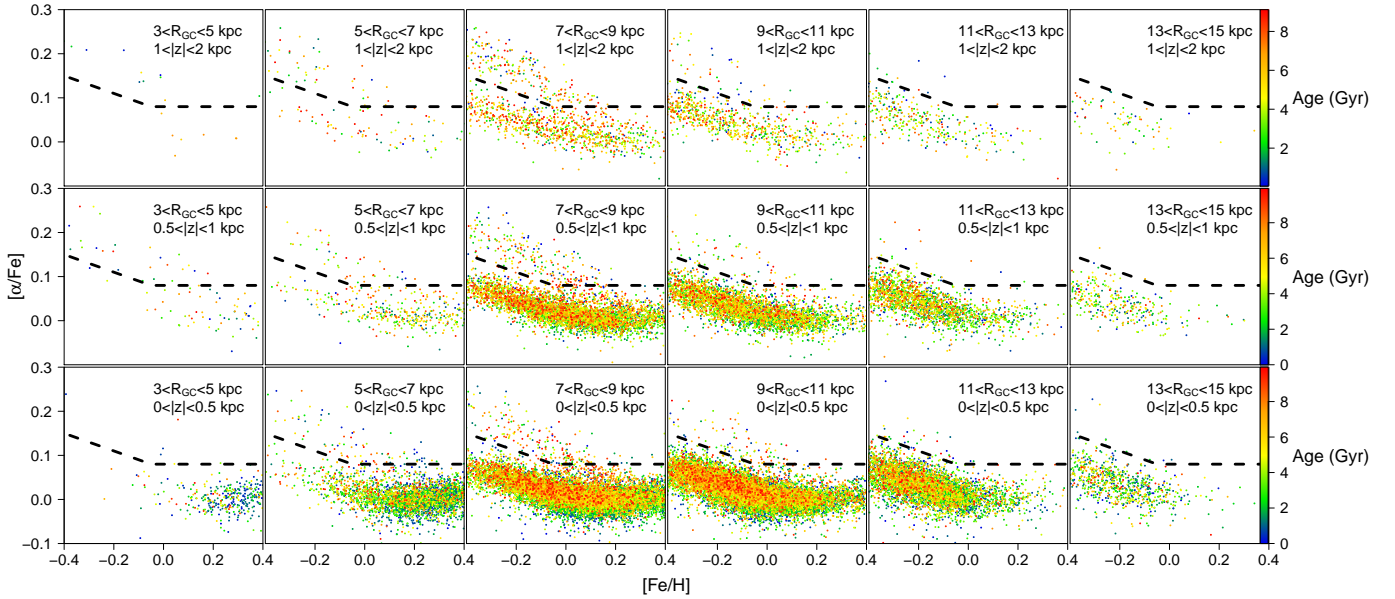 0.3
0.2
0.1
0.0
3<R_GC<5 kpc
1<|z|<2 kpc
5<R_GC<7 kpc
1<|z|<2 kpc
7<R_GC<9 kpc
1<|z|<2 kpc
9<R_GC<11 kpc
1<|z|<2 kpc
11<R_GC<13 kpc
1<|z|<2 kpc
13<R_GC<15 kpc
1<|z|<2 kpc
8
6
4
2
Age (Gyr)
0.3
0.2
0.1
0.0
[α/Fe]
3<R_GC<5 kpc
0.5<|z|<1 kpc
5<R_GC<7 kpc
0.5<|z|<1 kpc
7<R_GC<9 kpc
0.5<|z|<1 kpc
9<R_GC<11 kpc
0.5<|z|<1 kpc
11<R_GC<13 kpc
0.5<|z|<1 kpc
13<R_GC<15 kpc
0.5<|z|<1 kpc
8
6
4
2
0
Age (Gyr)
0.3
0.2
0.1
0.0
−0.1
3<R_GC<5 kpc
0<|z|<0.5 kpc
5<R_GC<7 kpc
0<|z|<0.5 kpc
7<R_GC<9 kpc
0<|z|<0.5 kpc
9<R_GC<11 kpc
0<|z|<0.5 kpc
11<R_GC<13 kpc
0<|z|<0.5 kpc
13<R_GC<15 kpc
0<|z|<0.5 kpc
8
6
4
2
0
Age (Gyr)
−0.4 −0.2 0.0 0.2 0.4 −0.2 0.0 0.2 0.4 −0.2 0.0 0.2 0.4 −0.2 0.0 0.2 0.4 −0.2 0.0 0.2 0.4 −0.2 0.0 0.2 0.4
[Fe/H]